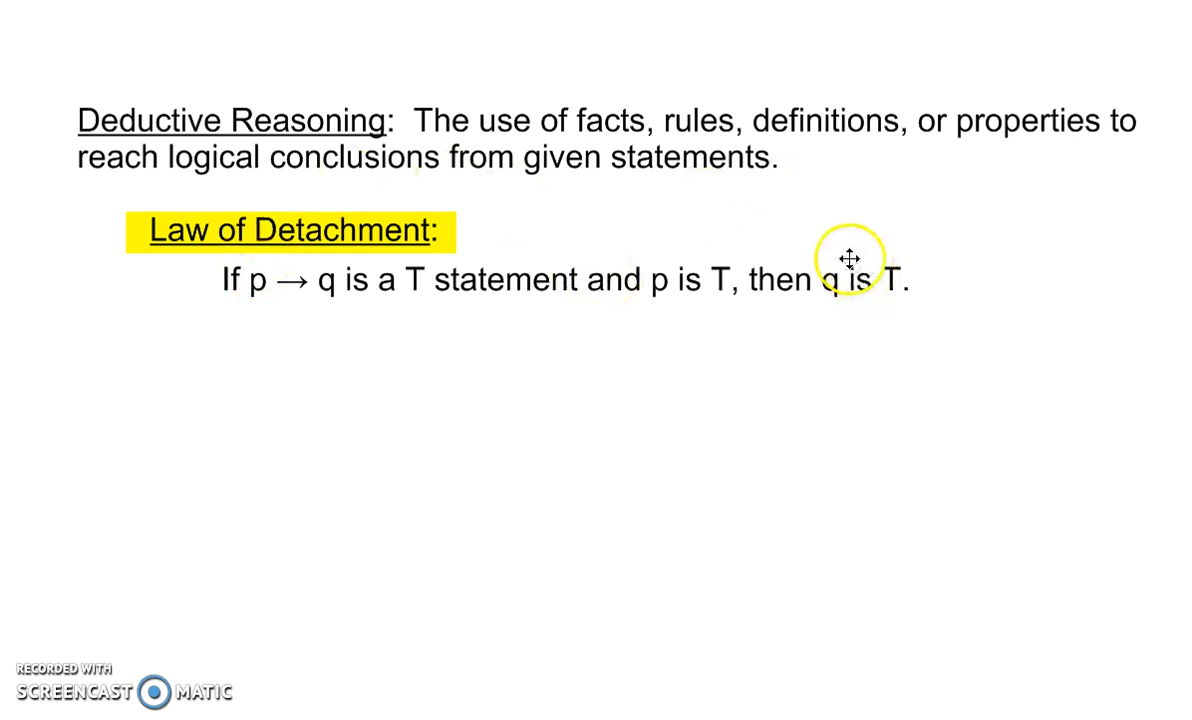 Deductive Reasoning: The use of facts, rules, definitions, or properties to
reach logical conclusions from given statements.
Law of Detachment:
If p → q is a T statement and p is T, then q is T.
RECORDED WITH
SCREENCAST MATIC